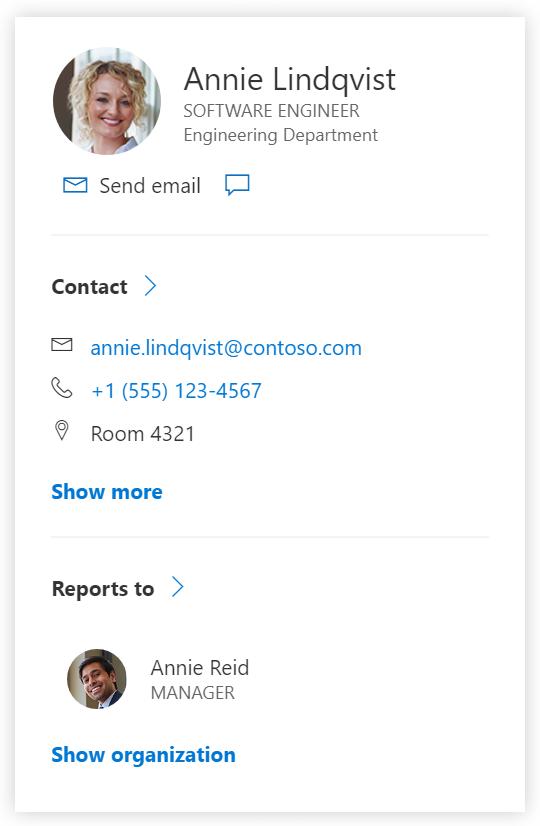 Annie Lindqvist
SOFTWARE ENGINEER
Engineering Department
Send email
Contact
annie.lindqvist@contoso.com
+1 (555) 123-4567
Room 4321
Show more
Reports to
Annie Reid
MANAGER
Show organization